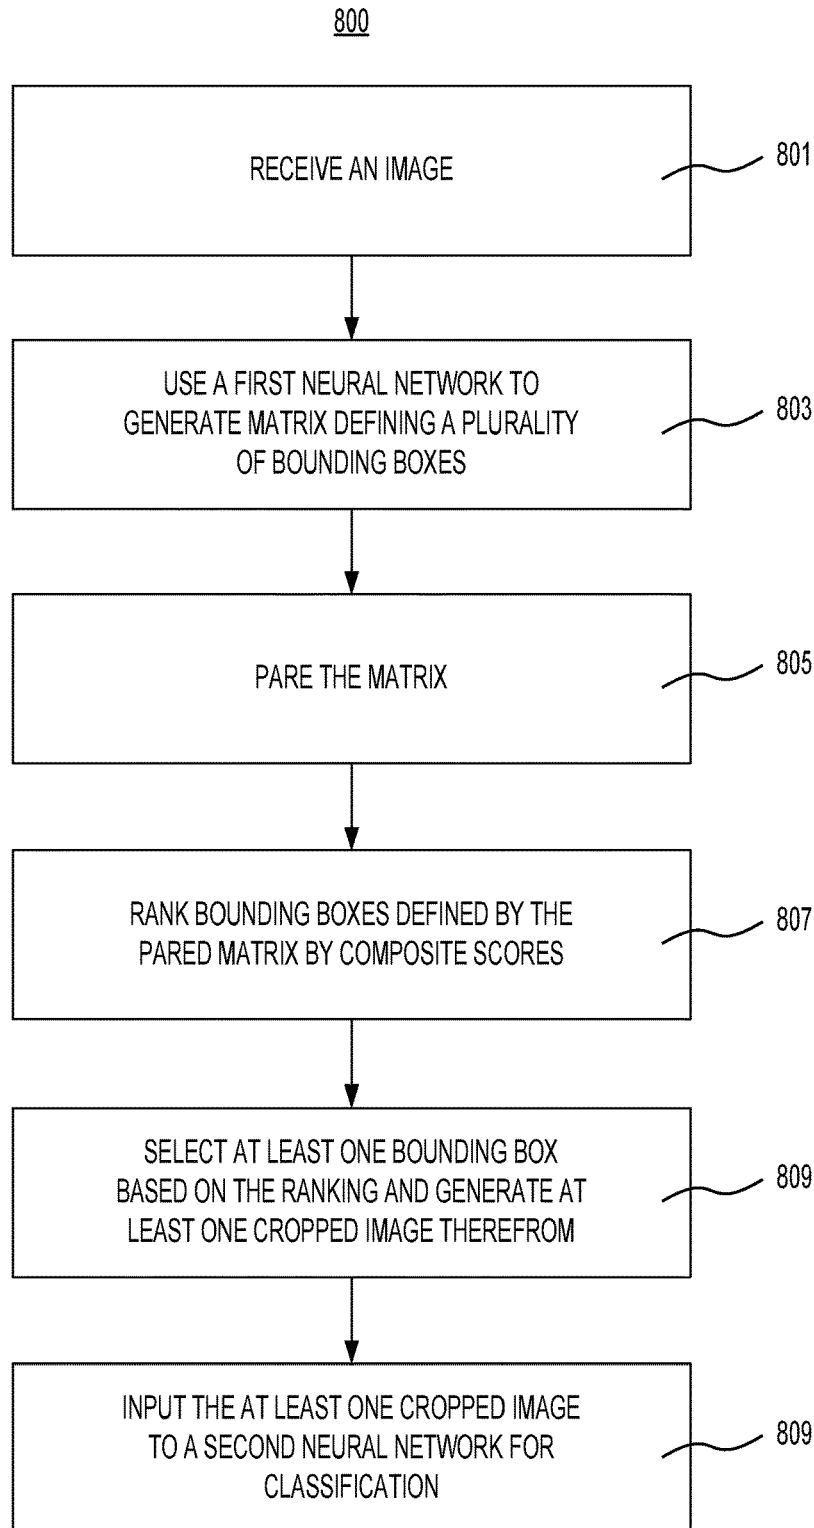 800
RECEIVE AN IMAGE
801
USE A FIRST NEURAL NETWORK TO
GENERATE MATRIX DEFINING A PLURALITY
OF BOUNDING BOXES
803
PARE THE MATRIX
805
RANK BOUNDING BOXES DEFINED BY THE
PARED MATRIX BY COMPOSITE SCORES
807
SELECT AT LEAST ONE BOUNDING BOX
BASED ON THE RANKING AND GENERATE AT
LEAST ONE CROPPED IMAGE THEREFROM
809
INPUT THE AT LEAST ONE CROPPED IMAGE
TO A SECOND NEURAL NETWORK FOR
CLASSIFICATION
809